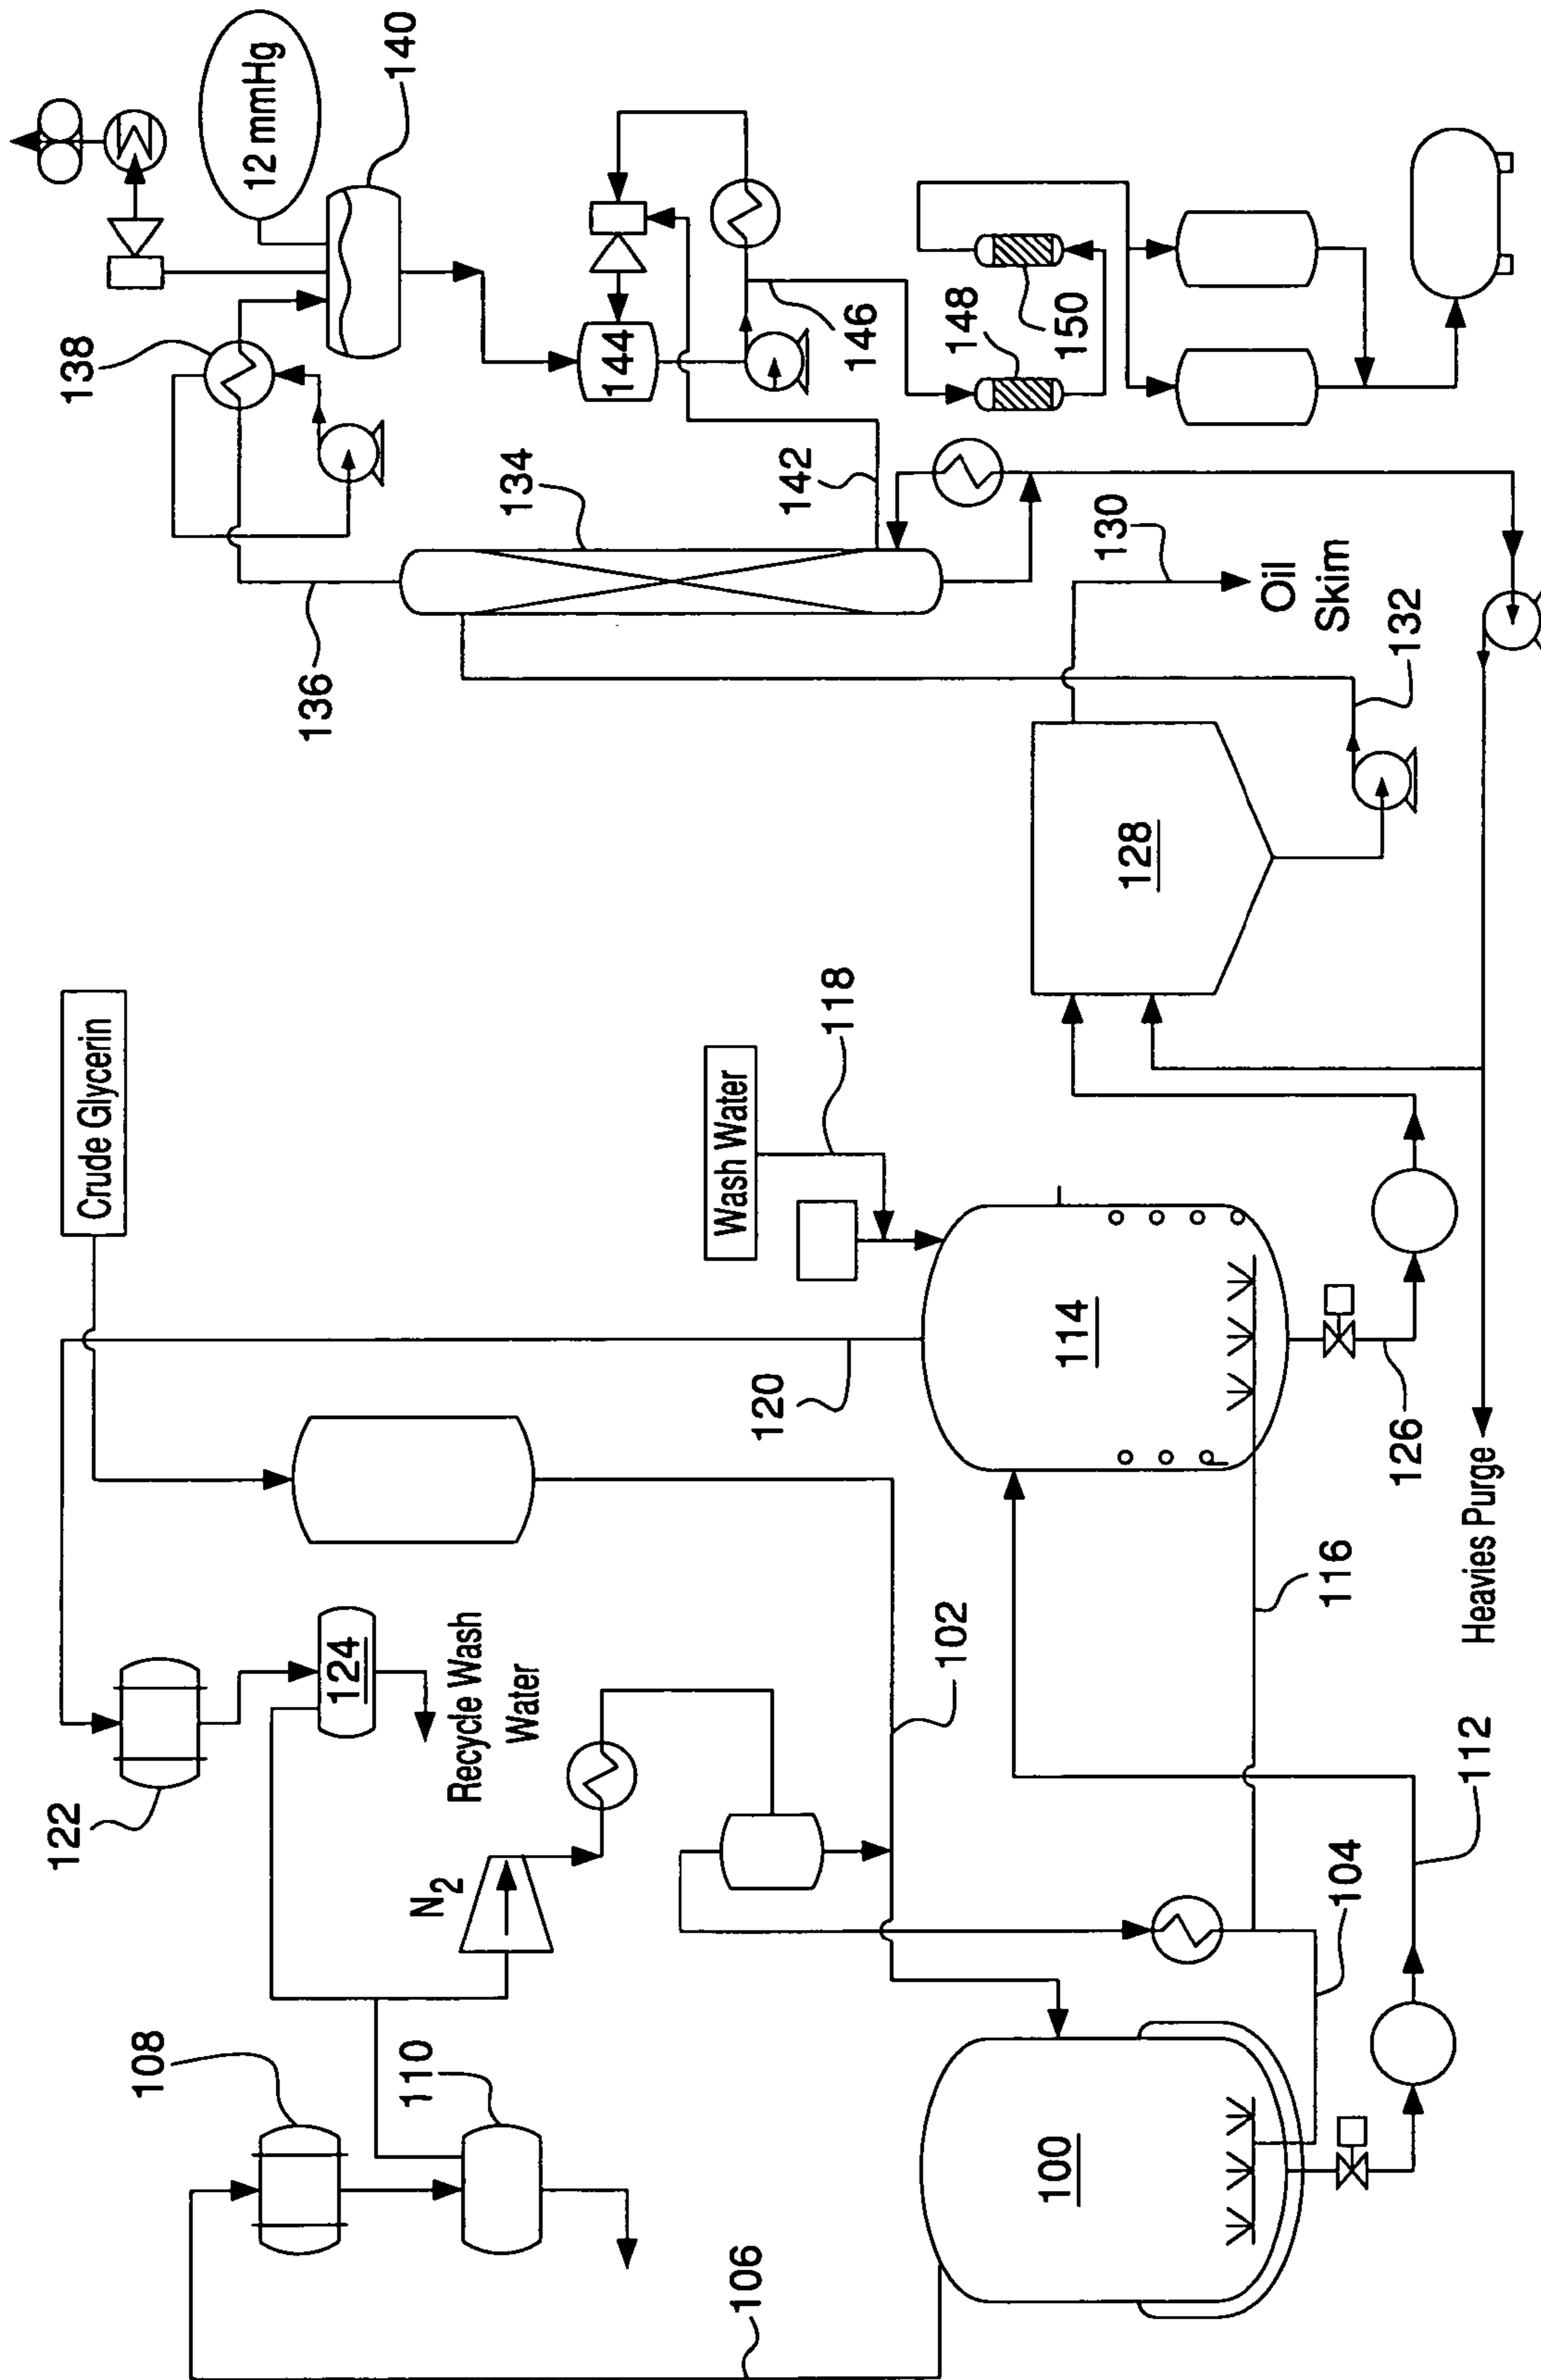 Crude Glycerin
122
138
108
12 mmHg
124
136
140
110
N2
Recycle Wash
Water
134
144
106
120
Wash Water
142
146
118
102
148
100
114
150
128
130
Oil
Skim
116
104
126
132
112
Heavies Purge